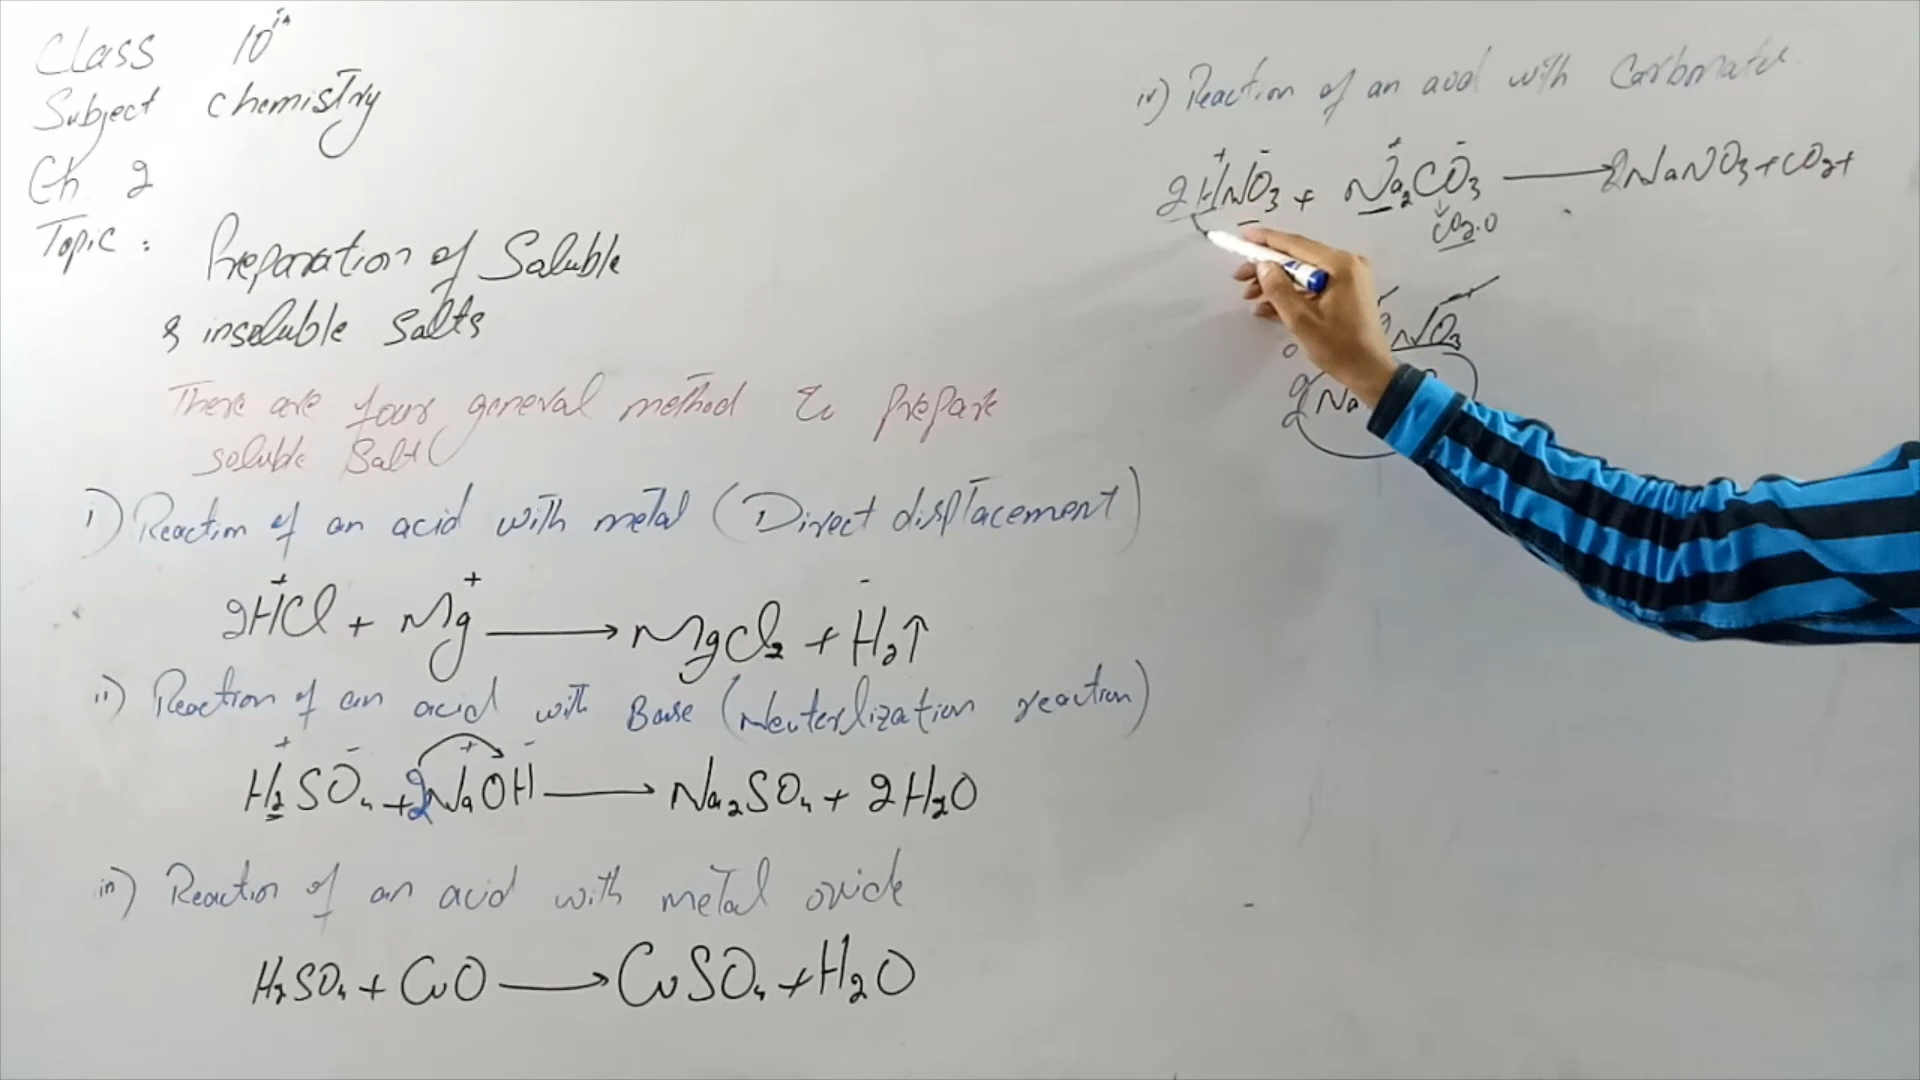 Class 10th
Subject chemistry
Ch. 2
Topic : Preparation of Soluble
& insoluble salts
There are four general method to prepare
soluble Salt
i) Reaction of an acid with metal (Direct displacement)
2HCl + Mg ⟶ MgCl₂ + H₂↑
ii) Reaction of an acid with Base (Neuterlization reaction)
H₂SO₄ + 2NaOH ⟶ Na₂SO₄ + 2H₂O
iii) Reaction of an acid with metal oxide
H₂SO₄ + CuO ⟶ CuSO₄ + H₂O
iv) Reaction of an acid with Carbonate
2HNO₃ + Na₂CO₃ ⟶ 2NaNO₃ + CO₂ +
CO₂.O
NO₃
2Na